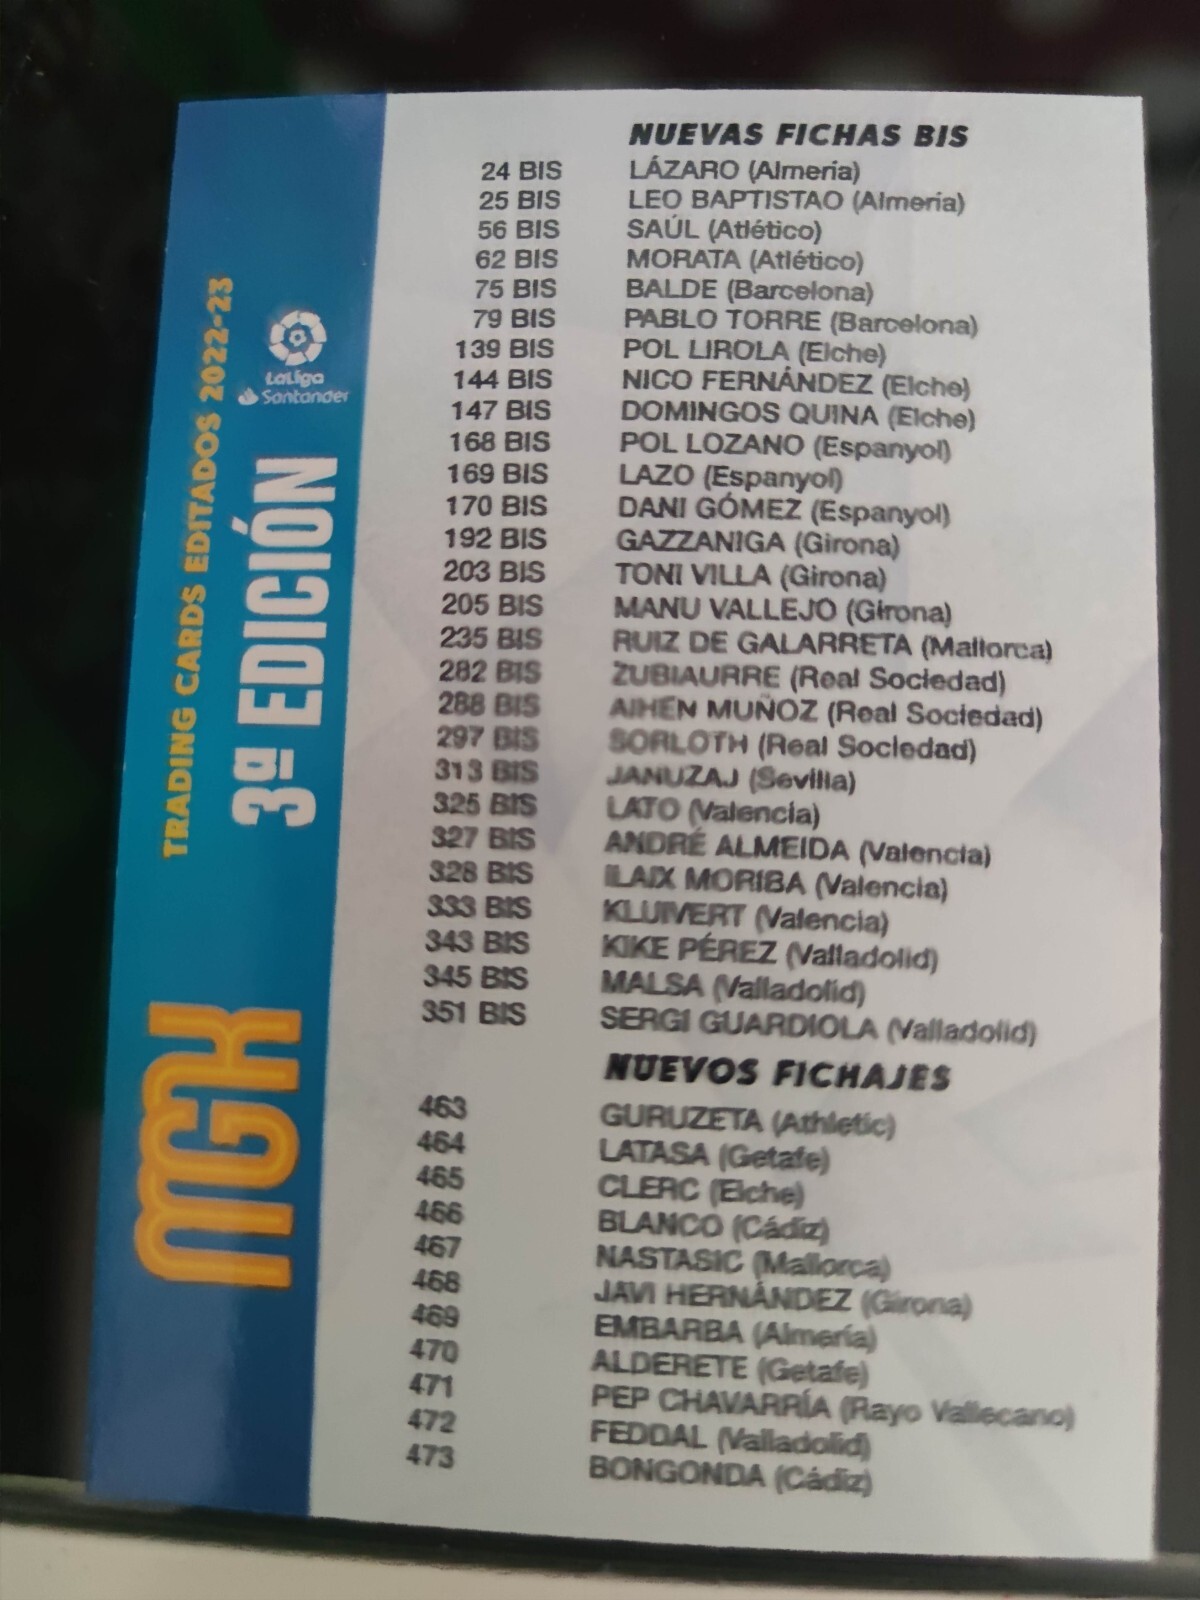 NUEVAS FICHAS BIS
24 BIS LÁZARO (Almería)
25 BIS LEO BAPTISTAO (Almería)
56 BIS SAÚL (Atlético)
62 BIS MORATA (Atlético)
75 BIS BALDE (Barcelona)
79 BIS PABLO TORRE (Barcelona)
139 BIS POL LIROLA (Elche)
144 BIS NICO FERNÁNDEZ (Elche)
147 BIS DOMINGOS QUINA (Elche)
168 BIS POL LOZANO (Espanyol)
169 BIS LAZO (Espanyol)
170 BIS DANI GÓMEZ (Espanyol)
192 BIS GAZZANIGA (Girona)
203 BIS TONI VILLA (Girona)
205 BIS MANU VALLEJO (Girona)
235 BIS RUIZ DE GALARRETA (Mallorca)
282 BIS ZUBIAURRE (Real Sociedad)
288 BIS AIHEN MUÑOZ (Real Sociedad)
297 BIS SORLOTH (Real Sociedad)
313 BIS JANUZAJ (Sevilla)
325 BIS LATO (Valencia)
327 BIS ANDRÉ ALMEIDA (Valencia)
328 BIS ILAIX MORIBA (Valencia)
333 BIS KLUIVERT (Valencia)
343 BIS KIKE PÉREZ (Valladolid)
345 BIS MALSA (Valladolid)
351 BIS SERGI GUARDIOLA (Valladolid)
NUEVOS FICHAJES
463 GURUZETA (Athletic)
464 LATASA (Getafe)
465 CLERC (Elche)
466 BLANCO (Cádiz)
467 NASTASIC (Mallorca)
468 JAVI HERNÁNDEZ (Girona)
469 EMBARBA (Almería)
470 ALDERETE (Getafe)
471 PEP CHAVARRÍA (Rayo Vallecano)
472 FEDDAL (Valladolid)
473 BONGONDA (Cádiz)
TRADING CARDS EDITADOS 2022-23
3ª EDICIÓN
LaLiga
Santander
MGK